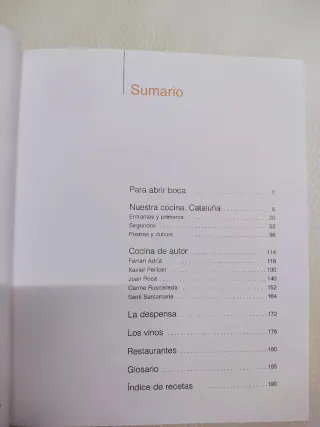 Sumario
Para abrir boca 5
Nuestra cocina. Cataluña 9
Entrantes y primeros 20
Segundos 52
Postres y dulces 96
Cocina de autor 114
Ferran Adrià 116
Xavier Pellicer 130
Joan Roca 140
Carme Ruscalleda 152
Santi Santamaria 164
La despensa 172
Los vinos 176
Restaurantes 180
Glosario 185
Índice de recetas 190